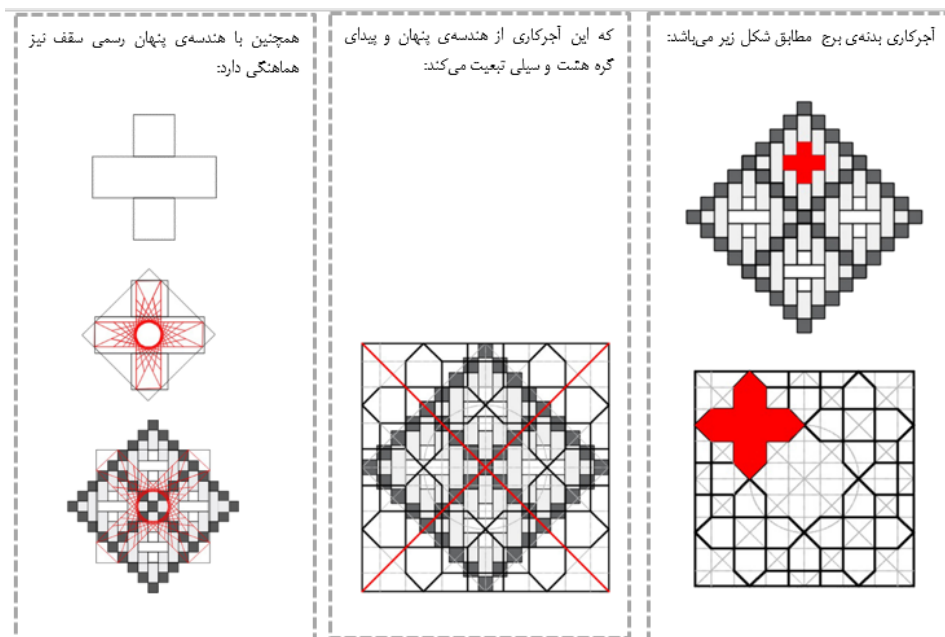 آجرکاری بدنه‌ی برج مطابق شکل زیر می‌باشد:
که این آجرکاری از هندسه‌ی پنهان و پیدای
گره هشت و سیلی تبعیت می‌کند:
همچنین با هندسه‌ی پنهان رسمی سقف نیز
هماهنگی دارد: